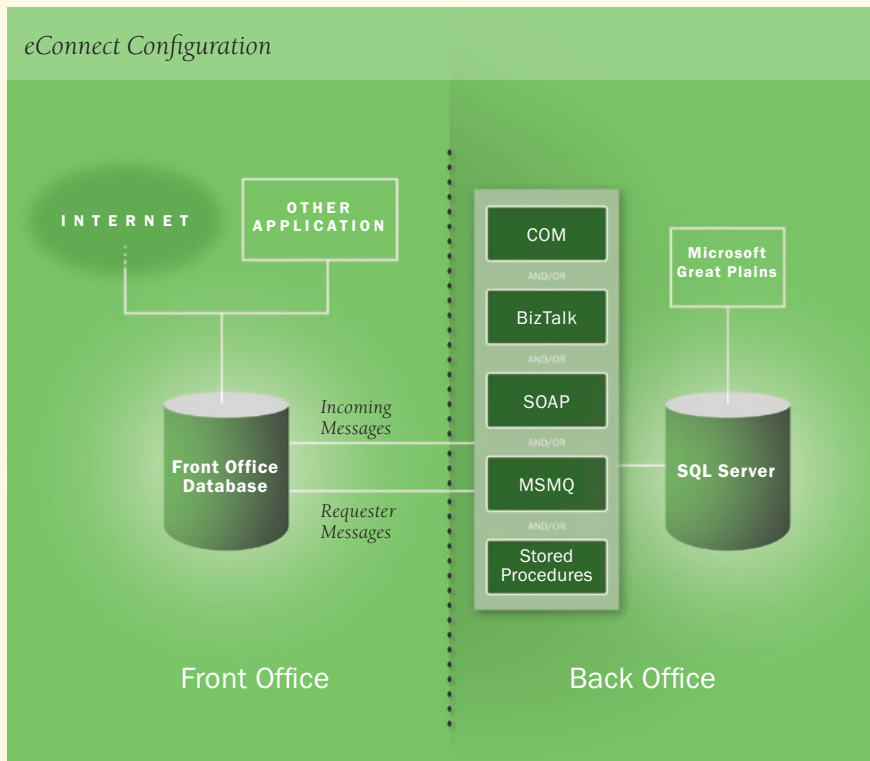 eConnect Configuration
INTERNET
OTHER
APPLICATION
Incoming
Messages
Front Office
Database
Requester
Messages
COM
AND/OR
BizTalk
AND/OR
SOAP
AND/OR
MSMQ
AND/OR
Stored
Procedures
Microsoft
Great Plains
SQL Server
Front Office
Back Office